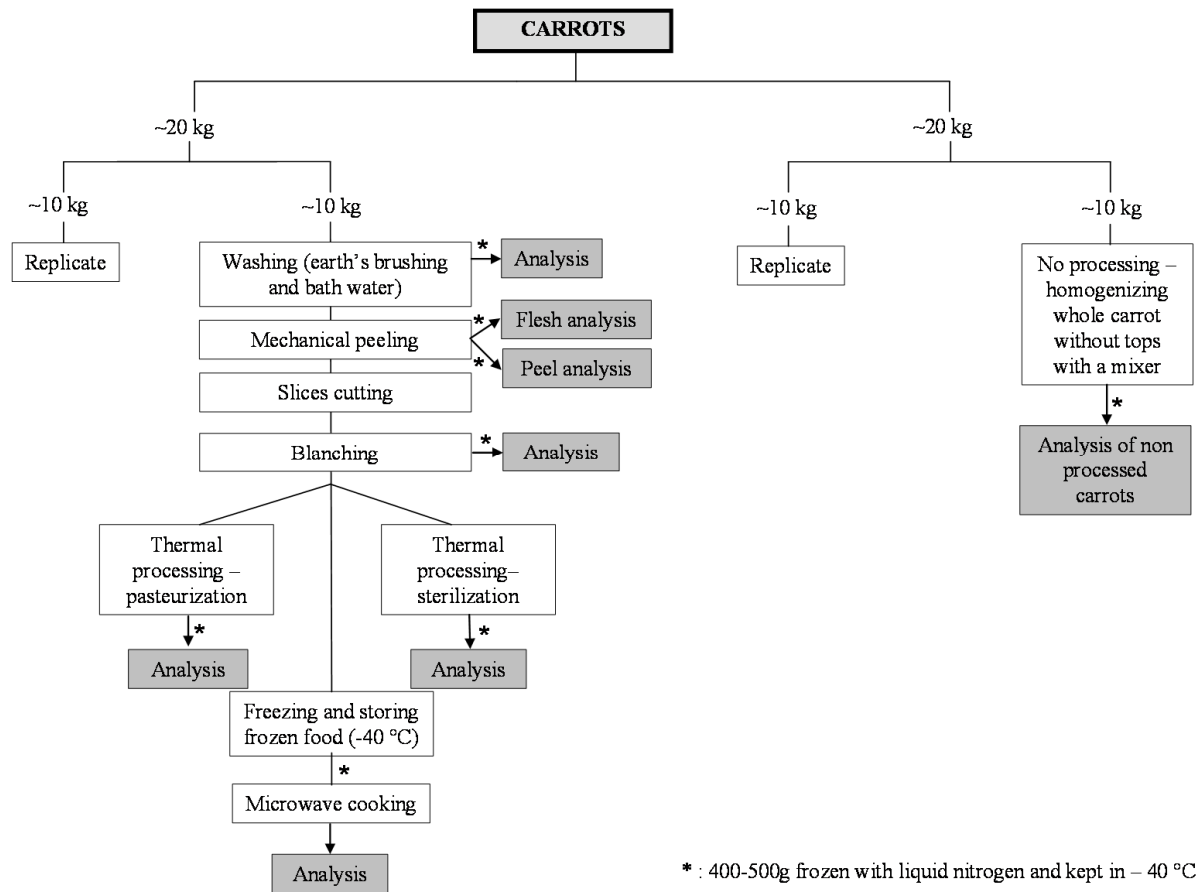 CARROTS
~20 kg
~20 kg
~10 kg
~10 kg
~10 kg
~10 kg
Replicate
Washing (earth's brushing
and bath water)
*
Analysis
Replicate
No processing –
homogenizing
whole carrot
without tops
with a mixer
*
Analysis of non
processed
carrots
Mechanical peeling
*
Flesh analysis
*
Peel analysis
Slices cutting
Blanching
*
Analysis
Thermal
processing –
pasteurization
*
Analysis
Thermal
processing–
sterilization
*
Analysis
Freezing and storing
frozen food (-40 °C)
*
Microwave cooking
Analysis
* : 400-500g frozen with liquid nitrogen and kept in – 40 °C